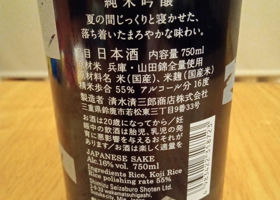 純米吟醸
夏の間じっくりと寝かせた、
落ち着いたまろやかな味わい。
品目 日本酒 750ml
原料米 兵庫・山田錦全量使用
原材料名 米(国産)、米麹(国産米)
精米歩合 55% アルコール分 16度
製造者 清水清三郎商店株式会社
三重県鈴鹿市若松東三丁目9番33号
お酒は20歳になってから/妊
娠中の飲酒は胎児、乳児の発
育に悪影響を与えるおそれが
あります/お酒は楽しく適量を
JAPANESE SAKE
Alc.16% vol. 750ml
Ingredients Rice, Koji Rice
Rice polishing rate 55%
Shimizu Seizaburo Shoten Ltd.